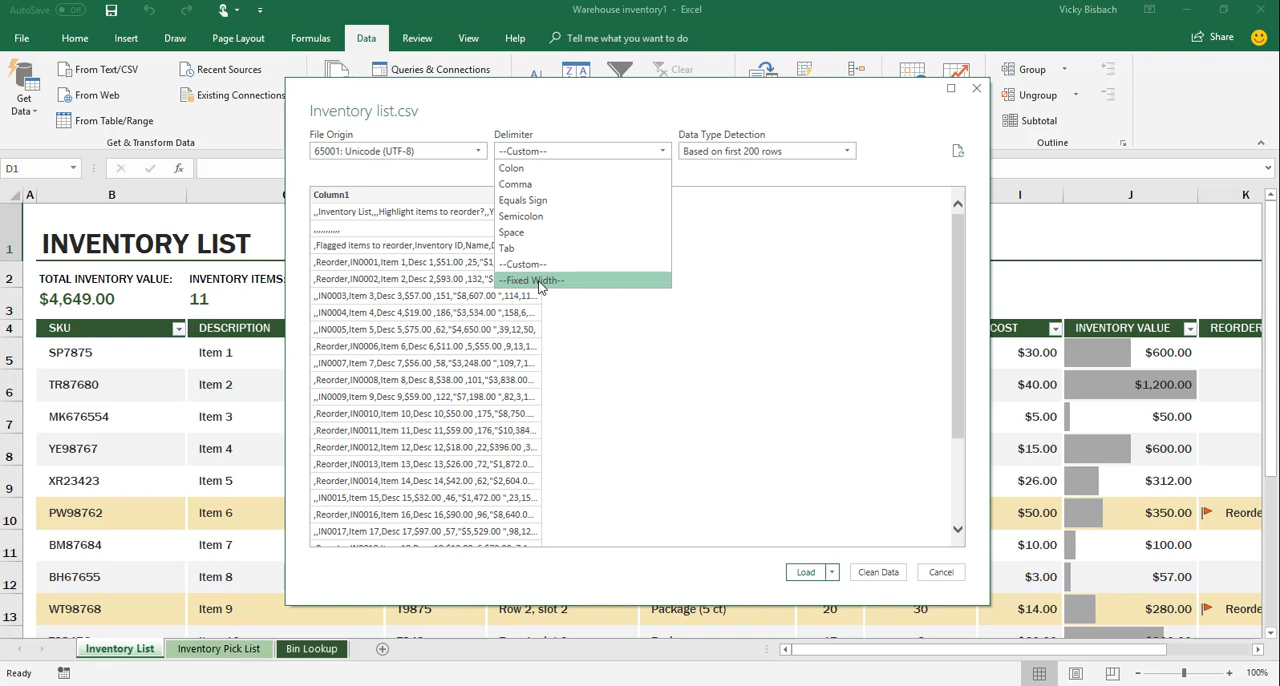 AutoSave Off
Warehouse inventory1 - Excel
Vicky Bisbach
File Home Insert Draw Page Layout Formulas Data Review View Help Tell me what you want to do Share
Get Data
From Text/CSV
From Web
From Table/Range
Recent Sources
Existing Connections
Get & Transform Data
Queries & Connections
Clear
Group
Ungroup
Subtotal
Outline
D1
Inventory list.csv
File Origin
65001: Unicode (UTF-8)
Delimiter
--Custom--
Data Type Detection
Based on first 200 rows
Colon
Comma
Equals Sign
Semicolon
Space
Tab
--Custom--
--Fixed Width--
Column1
,,Inventory List,,,Highlight items to reorder?,,Y
,,,,,,,,,,,
,Flagged items to reorder,Inventory ID,Name,D
,Reorder,IN0001,Item 1,Desc 1,$51.00 ,25,"$1
,Reorder,IN0002,Item 2,Desc 2,$93.00 ,132,"$
,,IN0003,Item 3,Desc 3,$57.00 ,151,"$8,607.00 ",114,11...
,,IN0004,Item 4,Desc 4,$19.00 ,186,"$3,534.00 ",158,6,...
,,IN0005,Item 5,Desc 5,$75.00 ,62,"$4,650.00 ",39,12,50,
,Reorder,IN0006,Item 6,Desc 6,$11.00 ,5,$55.00 ,9,13,1...
,,IN0007,Item 7,Desc 7,$56.00 ,58,"$3,248.00 ",109,7,1...
,Reorder,IN0008,Item 8,Desc 8,$38.00 ,101,"$3,838.00...
,,IN0009,Item 9,Desc 9,$59.00 ,122,"$7,198.00 ",82,3,1...
,Reorder,IN0010,Item 10,Desc 10,$50.00 ,175,"$8,750....
,Reorder,IN0011,Item 11,Desc 11,$59.00 ,176,"$10,384...
,Reorder,IN0012,Item 12,Desc 12,$18.00 ,22,$396.00 ,3...
,Reorder,IN0013,Item 13,Desc 13,$26.00 ,72,"$1,872.0...
,Reorder,IN0014,Item 14,Desc 14,$42.00 ,62,"$2,604.0...
,,IN0015,Item 15,Desc 15,$32.00 ,46,"$1,472.00 ",23,15...
,Reorder,IN0016,Item 16,Desc 16,$90.00 ,96,"$8,640.0...
,,IN0017,Item 17,Desc 17,$97.00 ,57,"$5,529.00 ",98,12...
Load
Clean Data
Cancel
A B I J K
1 INVENTORY LIST
2 TOTAL INVENTORY VALUE: INVENTORY ITEMS:
3 $4,649.00 11
4 SKU DESCRIPTION COST INVENTORY VALUE REORDER
5 SP7875 Item 1 $30.00 $600.00
6 TR87680 Item 2 $40.00 $1,200.00
7 MK676554 Item 3 $5.00 $50.00
8 YE98767 Item 4 $15.00 $600.00
9 XR23423 Item 5 $26.00 $312.00
10 PW98762 Item 6 $50.00 $350.00 Reorde
11 BM87684 Item 7 $10.00 $100.00
12 BH67655 Item 8 $3.00 $57.00
13 WT98768 Item 9 T9875 Row 2, slot 2 Package (5 ct) 20 30 $14.00 $280.00 Reorde
Inventory List Inventory Pick List Bin Lookup
Ready
100%